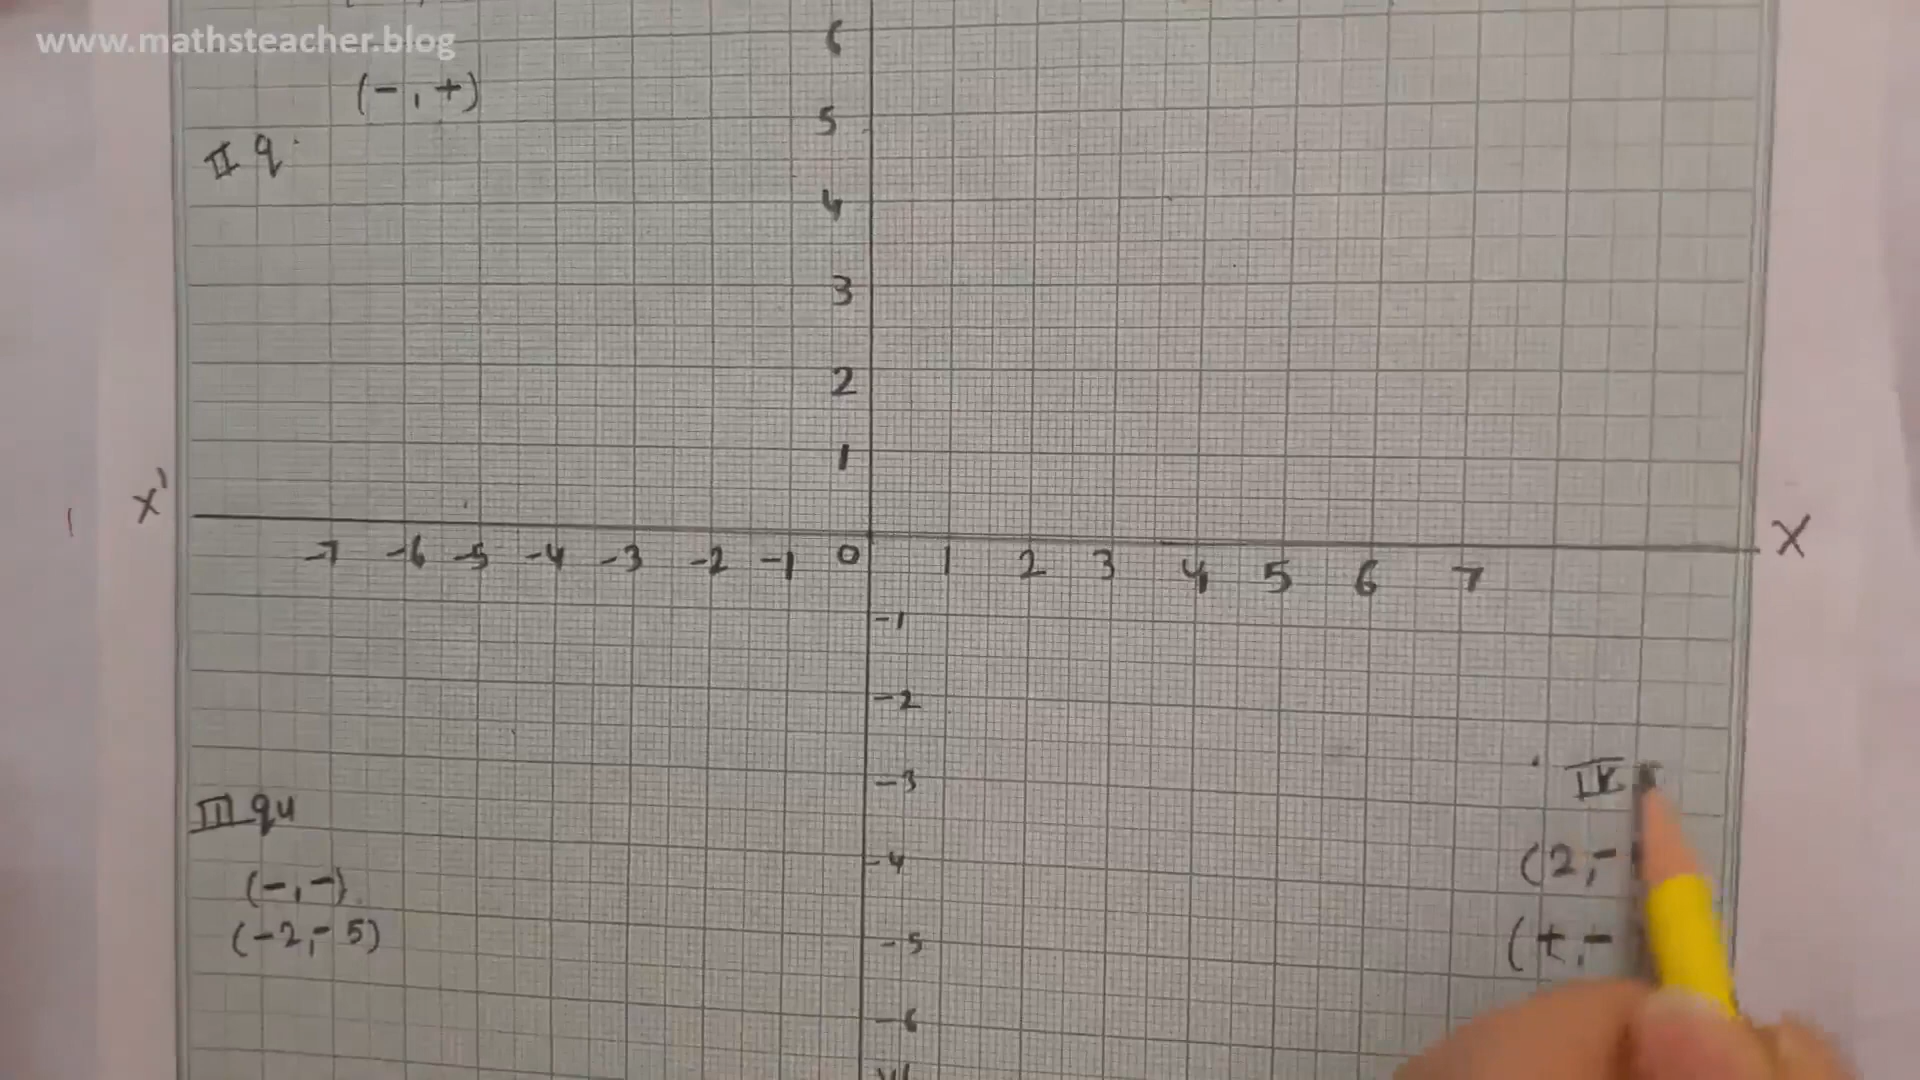 www.mathsteacher.blog
6
(-,+)
5
II q
4
3
2
1
X'
X
-7 -6 -5 -4 -3 -2 -1 0 1 2 3 4 5 6 7
-1
-2
-3
IV
III qu
(2,-
-4
(-,-)
(+,-
(-2,-5)
-5
-6